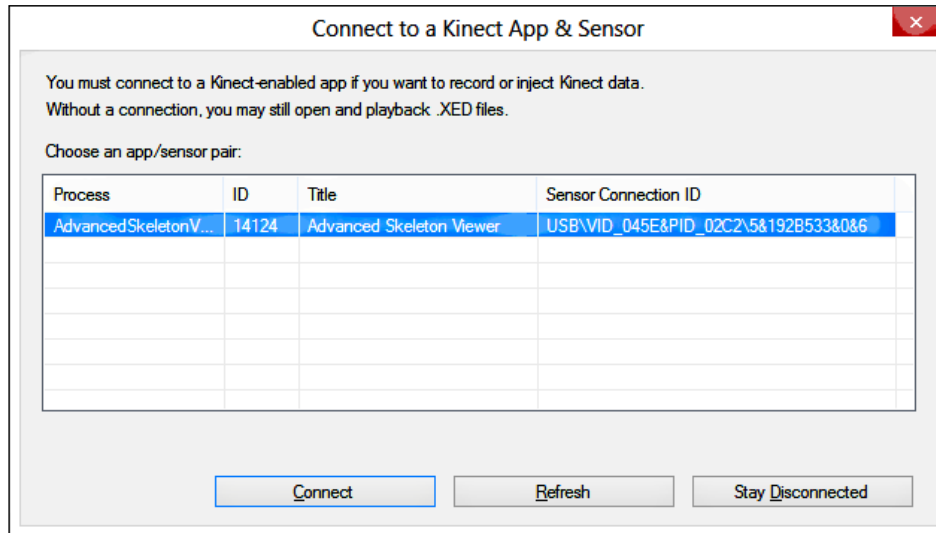 Connect to a Kinect App & Sensor
You must connect to a Kinect-enabled app if you want to record or inject Kinect data.
Without a connection, you may still open and playback .XED files.
Choose an app/sensor pair:
Process ID Title Sensor Connection ID
AdvancedSkeletonV... 14124 Advanced Skeleton Viewer USB\VID_045E&PID_02C2\5&192B533&0&6
Connect Refresh Stay Disconnected